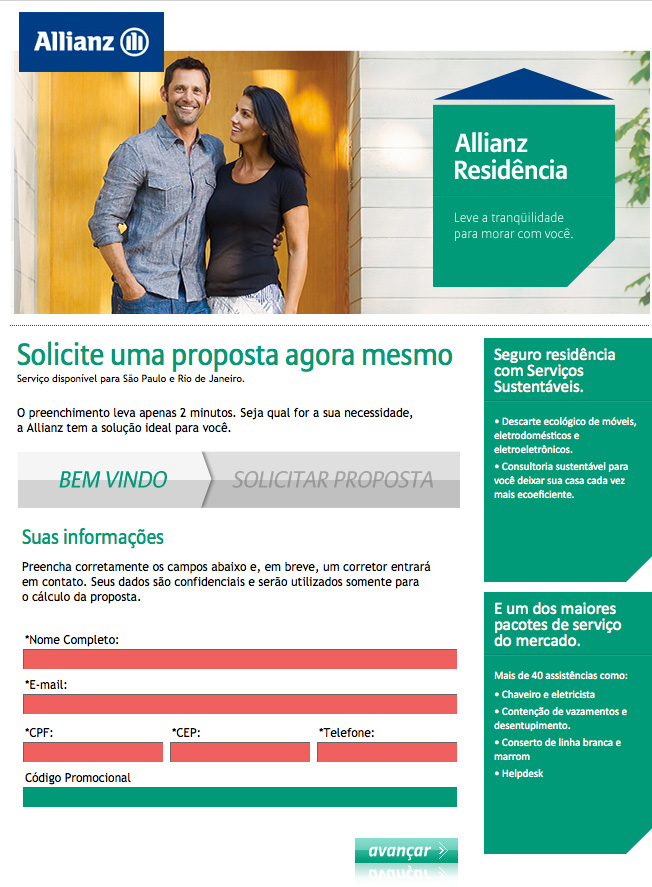 Allianz
Allianz
Residência
Leve a tranqüilidade
para morar com você.
Solicite uma proposta agora mesmo
Serviço disponível para São Paulo e Rio de Janeiro.
O preenchimento leva apenas 2 minutos. Seja qual for a sua necessidade,
a Allianz tem a solução ideal para você.
BEM VINDO
SOLICITAR PROPOSTA
Suas informações
Preencha corretamente os campos abaixo e, em breve, um corretor entrará
em contato. Seus dados são confidenciais e serão utilizados somente para
o cálculo da proposta.
*Nome Completo:
*E-mail:
*CPF: *CEP: *Telefone:
Código Promocional
avançar
Seguro residência
com Serviços
Sustentáveis.
• Descarte ecológico de móveis,
eletrodomésticos e
eletroeletrônicos.
• Consultoria sustentável para
você deixar sua casa cada vez
mais ecoeficiente.
E um dos maiores
pacotes de serviço
do mercado.
Mais de 40 assistências como:
• Chaveiro e eletricista
• Contenção de vazamentos e
desentupimento.
• Conserto de linha branca e
marrom
• Helpdesk